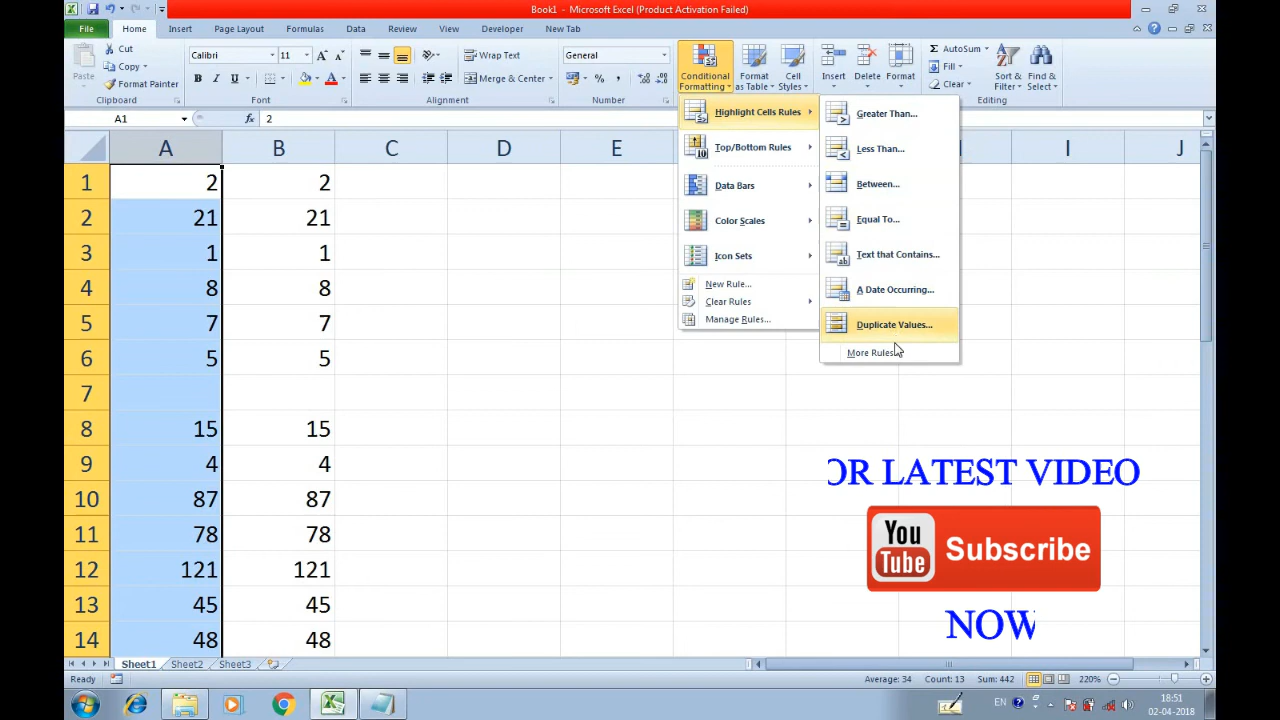 Book1 - Microsoft Excel (Product Activation Failed)
File Home Insert Page Layout Formulas Data Review View Developer New Tab
Paste
Cut
Copy
Format Painter
Clipboard
Calibri 11
B I U
Font
Wrap Text
Merge & Center
Alignment
General
Number
Conditional Formatting
Format as Table
Cell Styles
Insert
Delete
Format
AutoSum
Fill
Clear
Sort & Filter
Find & Select
Editing
Highlight Cells Rules
Top/Bottom Rules
Data Bars
Color Scales
Icon Sets
New Rule...
Clear Rules
Manage Rules...
Greater Than...
Less Than...
Between...
Equal To...
Text that Contains...
A Date Occurring...
Duplicate Values...
More Rules
A1 fx 2
A B C D E I J
1 2 2
2 21 21
3 1 1
4 8 8
5 7 7
6 5 5
7
8 15 15
9 4 4
10 87 87
11 78 78
12 121 121
13 45 45
14 48 48
OR LATEST VIDEO
You Tube Subscribe
NOW
Sheet1 Sheet2 Sheet3
Ready Average: 34 Count: 13 Sum: 442 220%
EN 18:51
02-04-2018